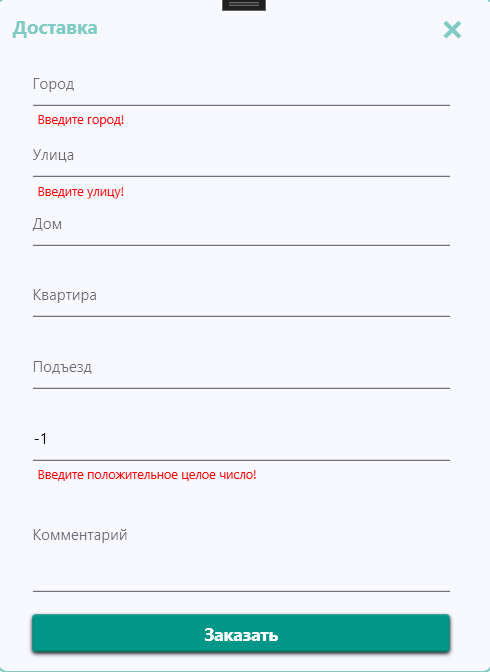 Доставка
Город
Введите город!
Улица
Введите улицу!
Дом
Квартира
Подъезд
-1
Введите положительное целое число!
Комментарий
Заказать